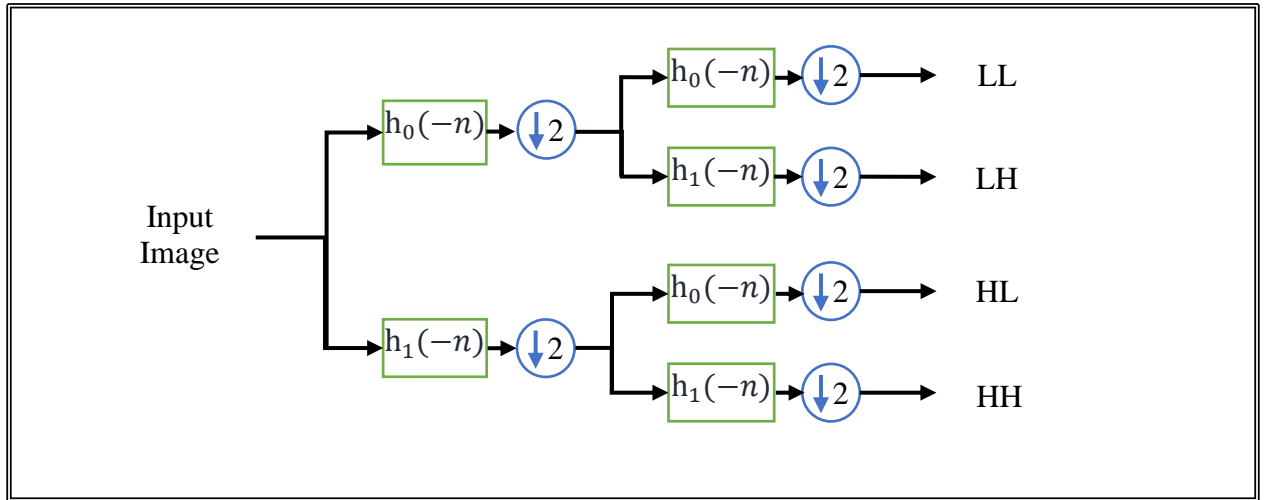 h₀(−n)
↓2
LL
h₀(−n)
↓2
h₁(−n)
↓2
LH
Input
Image
h₀(−n)
↓2
HL
h₁(−n)
↓2
h₁(−n)
↓2
HH